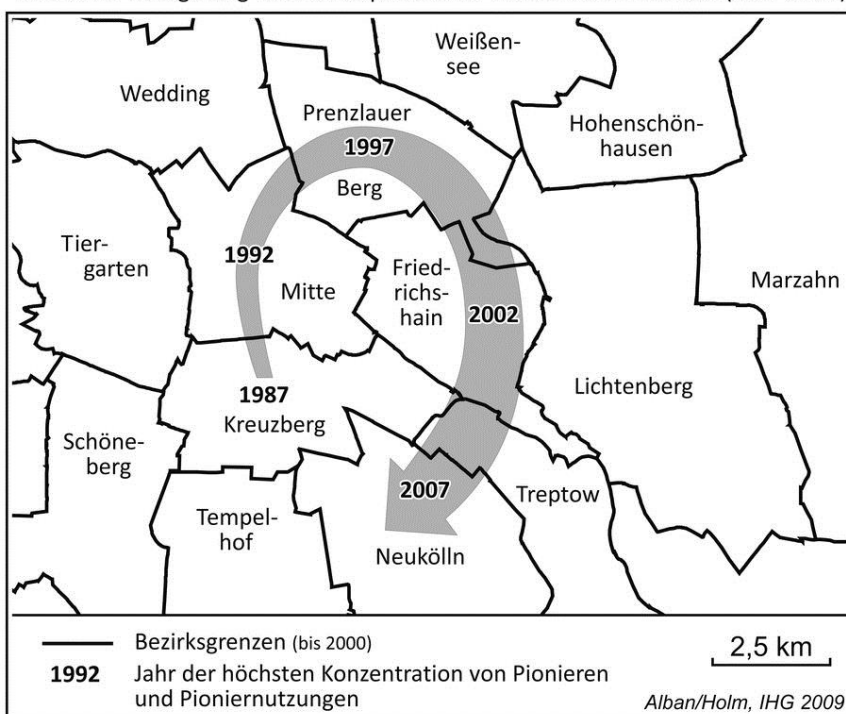 Weißen-
see
Wedding
Prenzlauer
Hohenschön-
hausen
1997
Berg
Tier-
garten
1992
Mitte
Fried-
richs-
hain
2002
Marzahn
1987
Kreuzberg
Lichtenberg
Schöne-
berg
2007
Treptow
Tempel-
hof
Neukölln
Bezirksgrenzen (bis 2000)
1992 Jahr der höchsten Konzentration von Pionieren
und Pioniernutzungen
2,5 km
Alban/Holm, IHG 2009